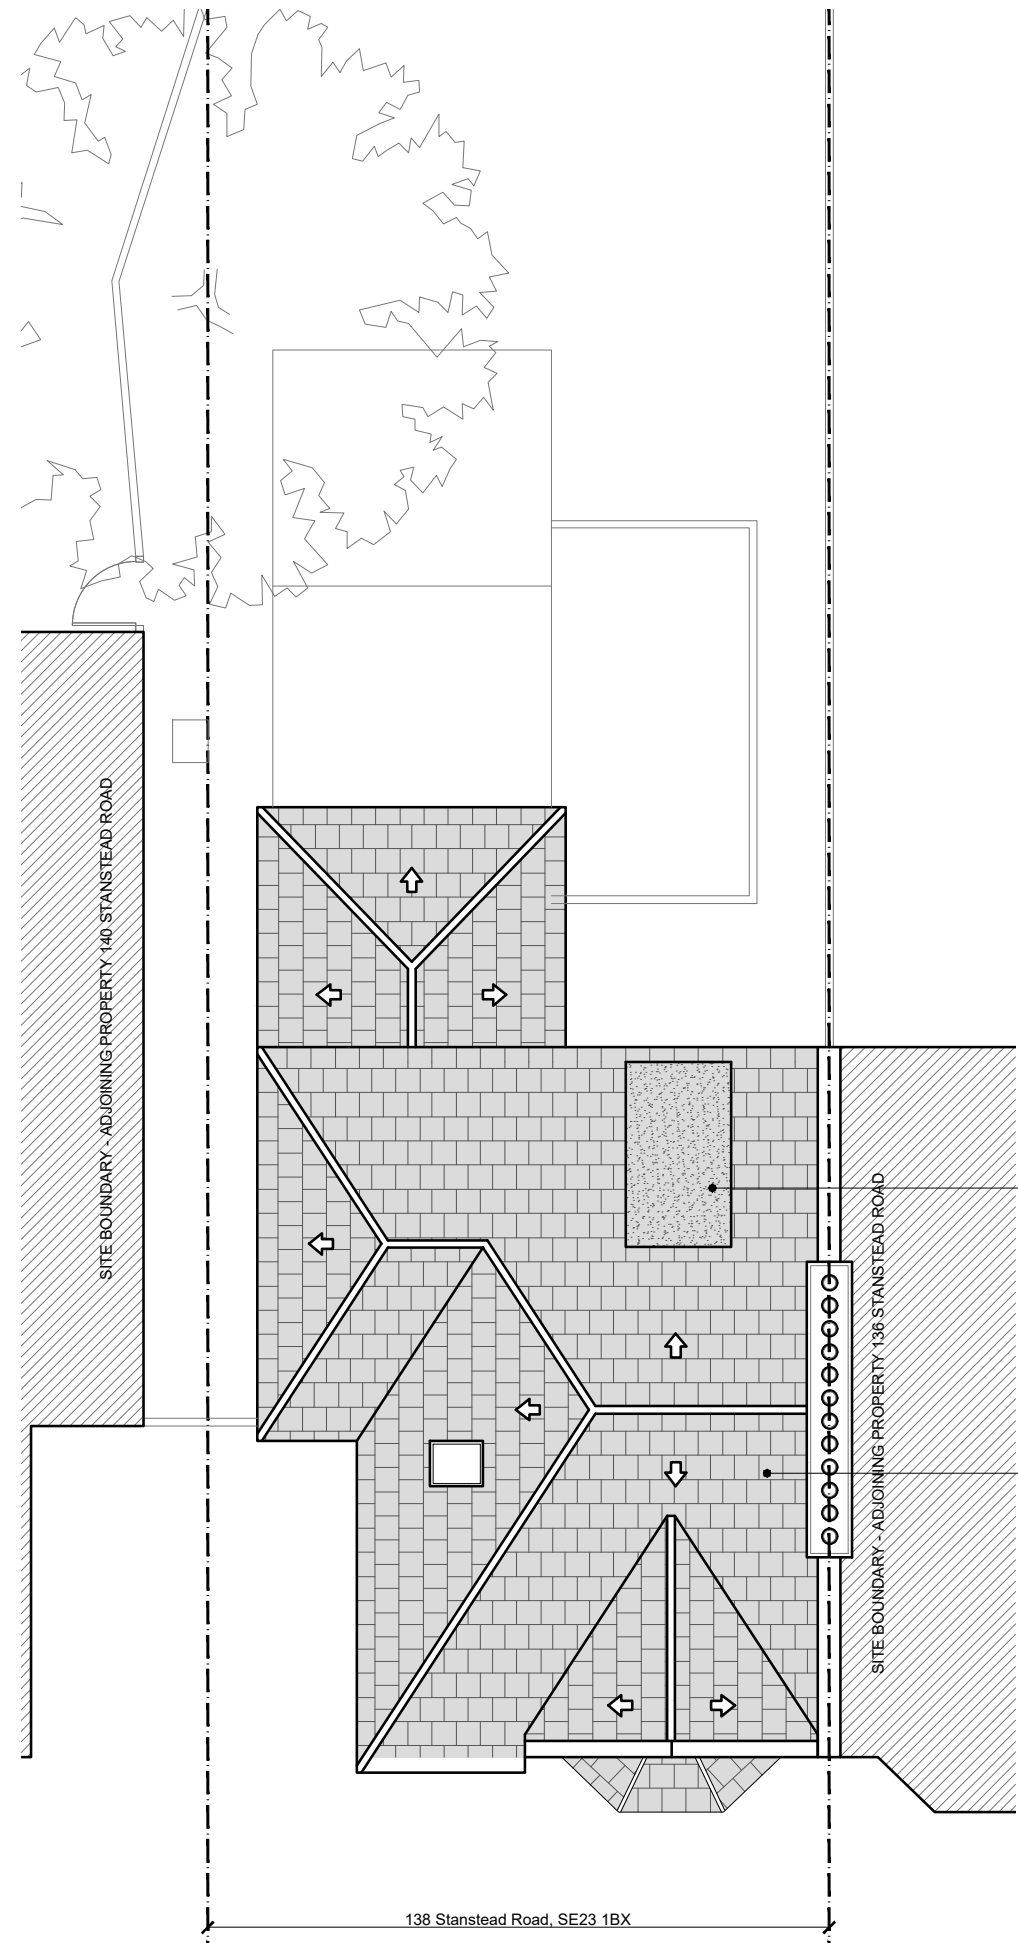 SITE BOUNDARY - ADJOINING PROPERTY 140 STANSTEAD ROAD
SITE BOUNDARY - ADJOINING PROPERTY 136 STANSTEAD ROAD
138 Stanstead Road, SE23 1BX